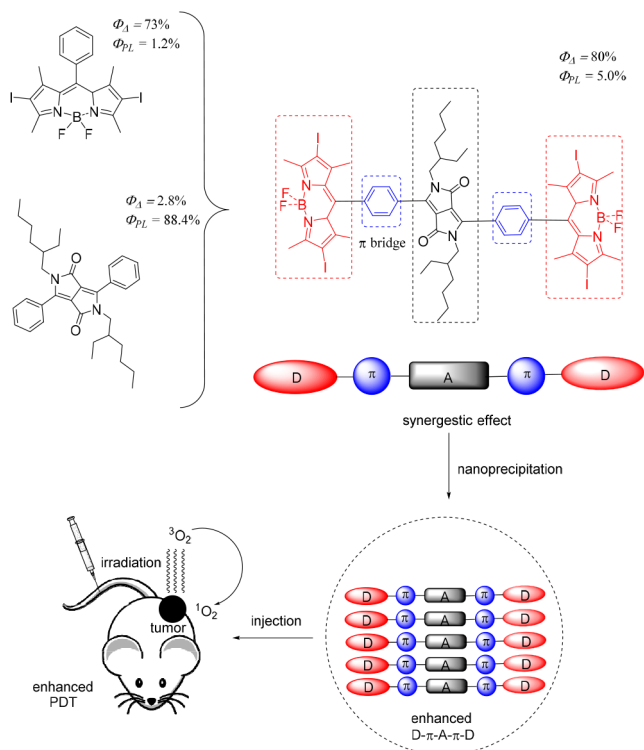 Φ_Δ = 73%
Φ_PL = 1.2%
I
I
N
N
B
F
F
Φ_Δ = 2.8%
Φ_PL = 88.4%
O
N
N
O
Φ_Δ = 80%
Φ_PL = 5.0%
I
N
F
F
B
N
I
π bridge
N
O
O
N
I
N
B
F
F
N
I
D
π
A
π
D
synergestic effect
nanoprecipitation
³O₂
irradiation
¹O₂
tumor
injection
enhanced
PDT
D π A π D
D π A π D
D π A π D
D π A π D
D π A π D
enhanced
D-π-A-π-D